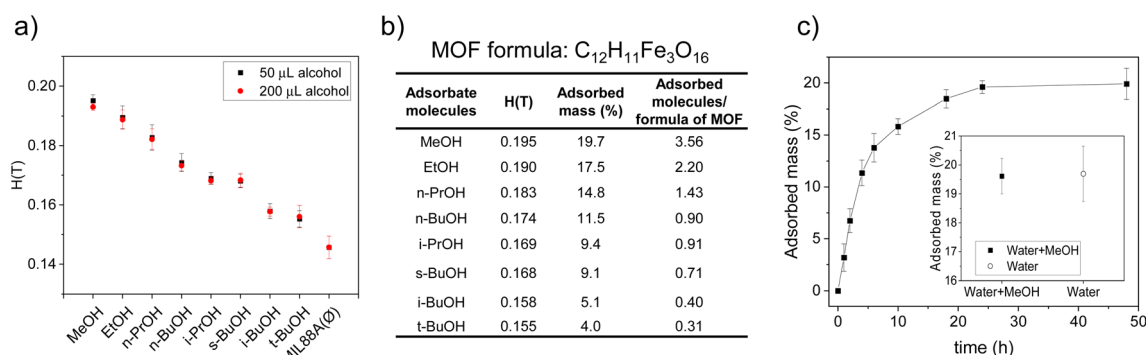 a)
0.20
0.18
0.16
0.14
H(T)
50 μL alcohol
200 μL alcohol
MeOH
EtOH
n-PrOH
n-BuOH
i-PrOH
s-BuOH
i-BuOH
t-BuOH
MIL88A(Ø)
b)
MOF formula: C₁₂H₁₁Fe₃O₁₆
Adsorbate molecules H(T) Adsorbed mass (%) Adsorbed molecules/ formula of MOF
MeOH 0.195 19.7 3.56
EtOH 0.190 17.5 2.20
n-PrOH 0.183 14.8 1.43
n-BuOH 0.174 11.5 0.90
i-PrOH 0.169 9.4 0.91
s-BuOH 0.168 9.1 0.71
i-BuOH 0.158 5.1 0.40
t-BuOH 0.155 4.0 0.31
c)
20
15
10
5
0
Adsorbed mass (%)
0 10 20 30 40 50
time (h)
21
20
19
18
17
16
Adsorbed mass (%)
Water+MeOH
Water
Water+MeOH Water